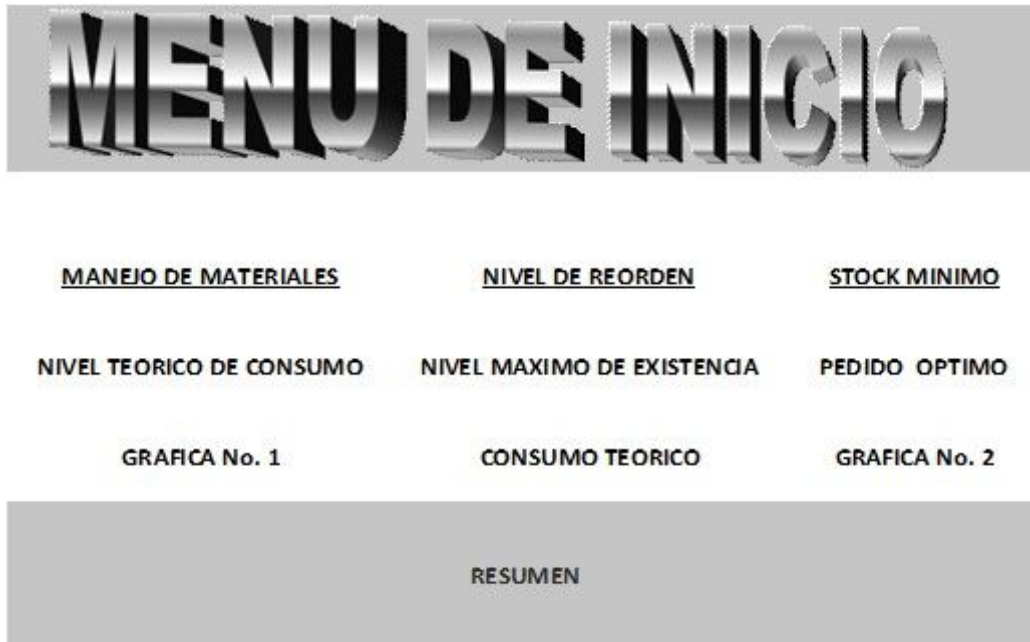 MENU DE INICIO
MANEJO DE MATERIALES NIVEL DE REORDEN STOCK MINIMO
NIVEL TEORICO DE CONSUMO NIVEL MAXIMO DE EXISTENCIA PEDIDO OPTIMO
GRAFICA No. 1 CONSUMO TEORICO GRAFICA No. 2
RESUMEN